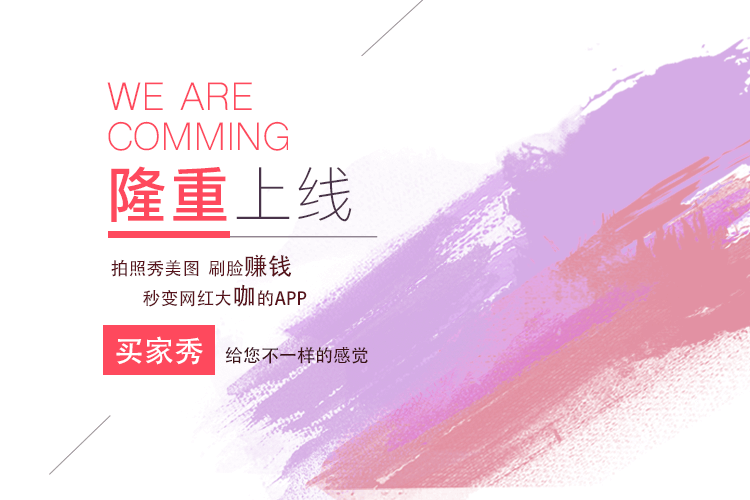 WE ARE
COMMING
隆重上线
拍照秀美图 刷脸赚钱
秒变网红大咖的APP
买家秀 给您不一样的感觉